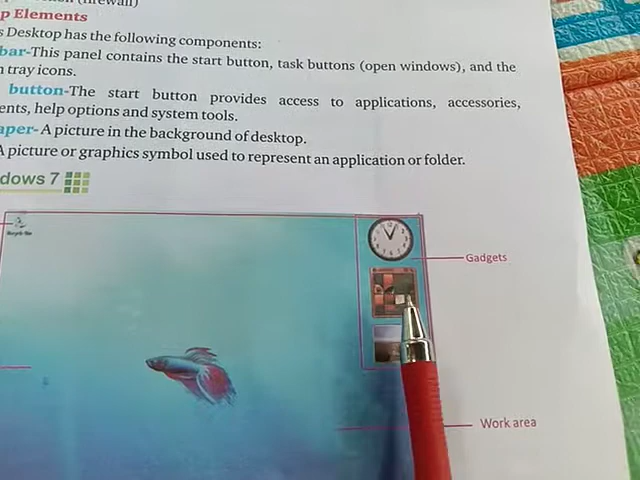 (firewall)
p Elements
s Desktop has the following components:
bar-This panel contains the start button, task buttons (open windows), and the
n tray icons.
button-The start button provides access to applications, accessories,
ents, help options and system tools.
aper- A picture in the background of desktop.
A picture or graphics symbol used to represent an application or folder.
dows 7
Recycle Bin
Gadgets
Work area